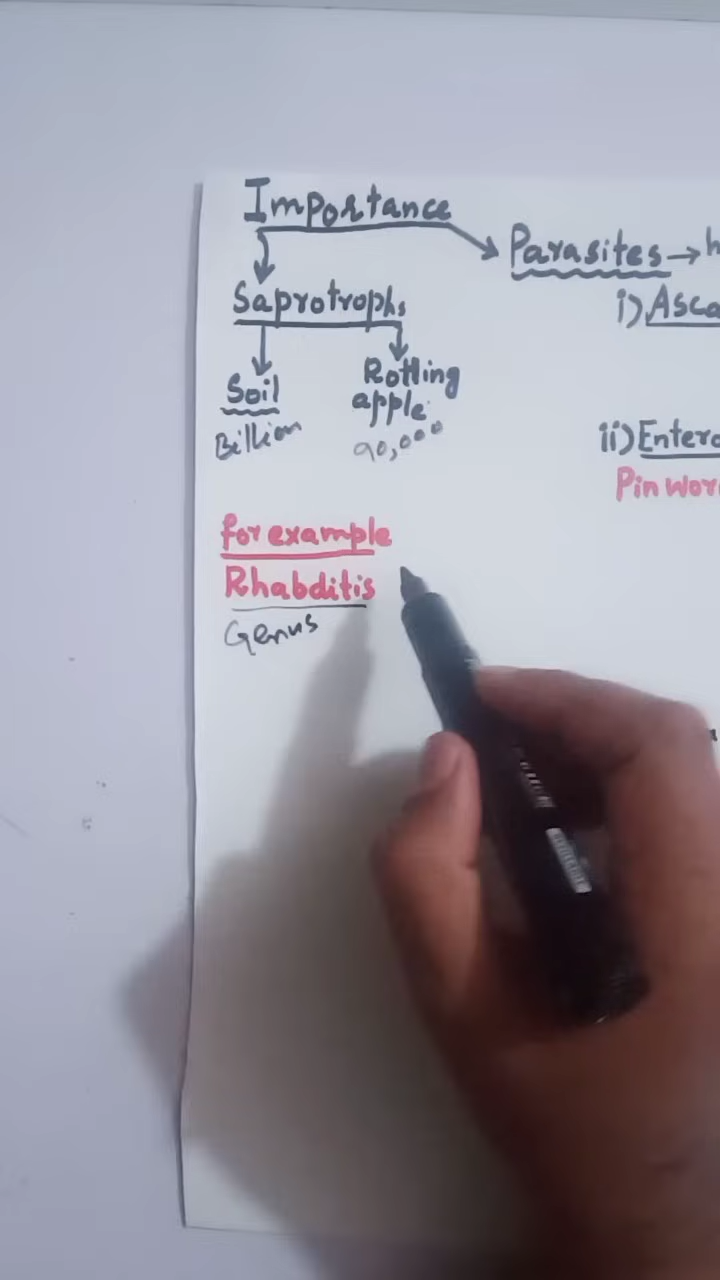 Importance
Parasites → h
Saprotrophs
i) Asca
Soil
Billion
Rotting
apple
90,000
ii) Entero
Pin wor
for example
Rhabditis
Genus